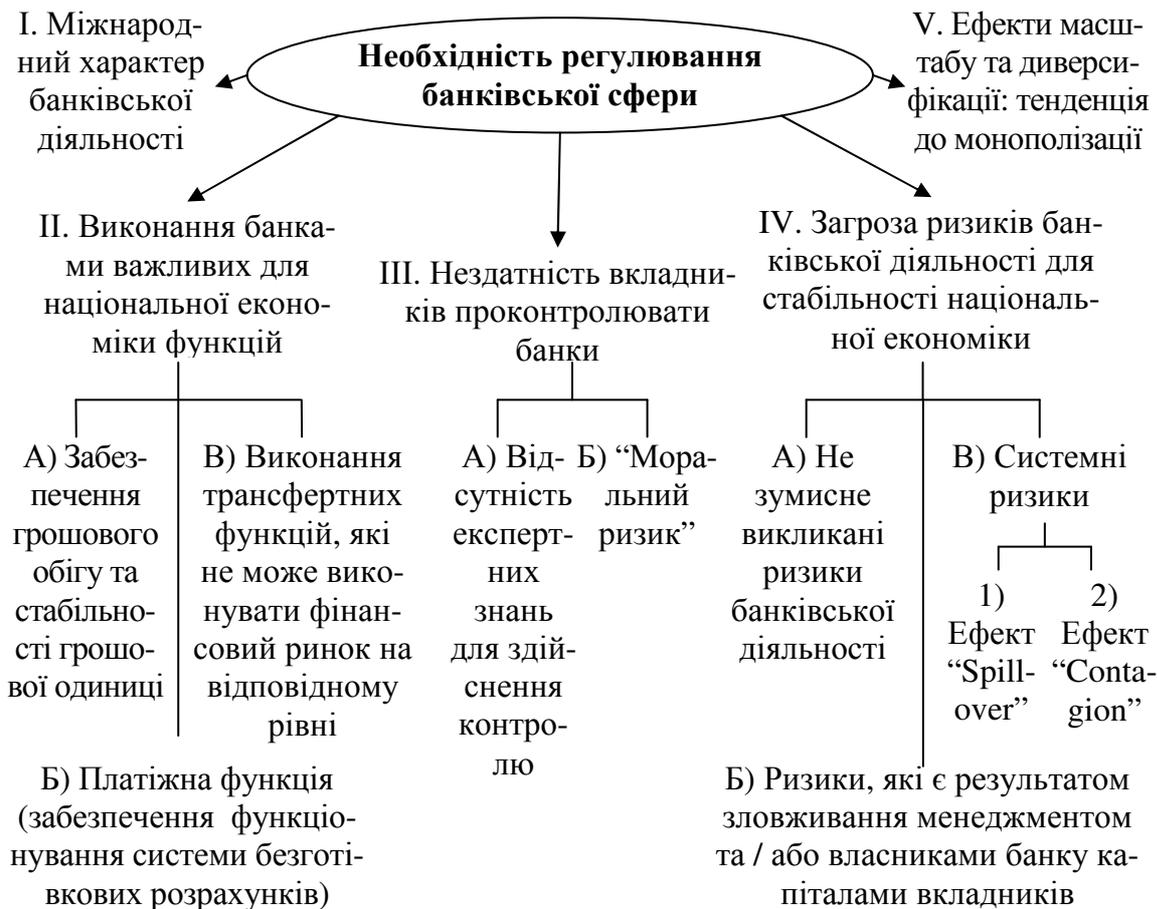 Необхідність регулювання
банківської сфери
I. Міжнарод-
ний характер
банківської
діяльності
V. Ефекти масш-
табу та диверси-
фікації: тенденція
до монополізації
II. Виконання банка-
ми важливих для
національної еконо-
міки функцій
III. Нездатність вкладни-
ків проконтролювати
банки
IV. Загроза ризиків бан-
ківської діяльності для
стабільності національ-
ної економіки
А) Забез-
печення
грошового
обігу та
стабільно-
сті грошо-
вої одиниці
В) Виконання
трансфертних
функцій, які
не може вико-
нувати фінан-
совий ринок на
відповідному
рівні
Б) Платіжна функція
(забезпечення функціо-
нування системи безготі-
вкових розрахунків)
А) Від-
сутність
експерт-
них
знань
для здій-
снення
контро-
лю
Б) “Мора-
льний
ризик”
А) Не
зумисне
викликані
ризики
банківської
діяльності
В) Системні
ризики
1)
Ефект
“Spill-
over”
2)
Ефект
“Conta-
gion”
Б) Ризики, які є результатом
зловживання менеджментом
та / або власниками банку ка-
піталами вкладників